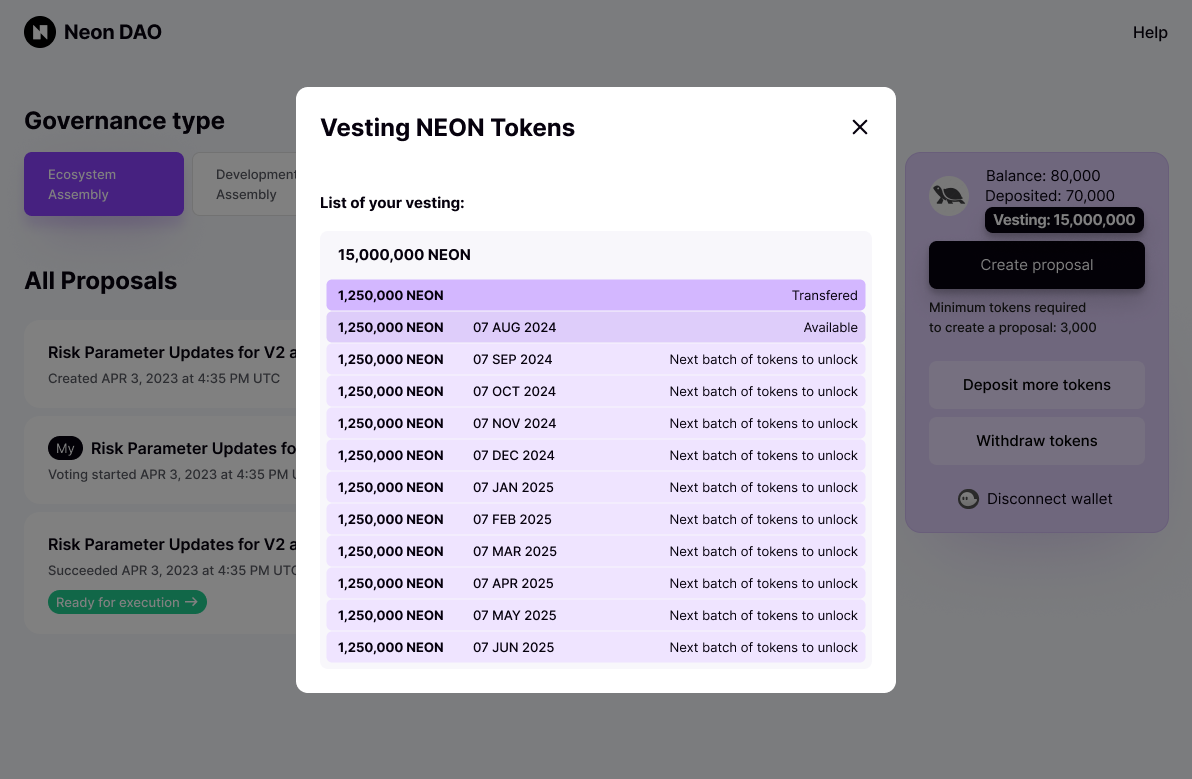 Neon DAO
Help
Governance type
Ecosystem
Assembly
Development
Assembly
All Proposals
Risk Parameter Updates for V2 a
Created APR 3, 2023 at 4:35 PM UTC
My Risk Parameter Updates fo
Voting started APR 3, 2023 at 4:35 PM U
Risk Parameter Updates for V2 a
Succeeded APR 3, 2023 at 4:35 PM UTC
Ready for execution →
Vesting NEON Tokens
List of your vesting:
15,000,000 NEON
1,250,000 NEON Transfered
1,250,000 NEON 07 AUG 2024 Available
1,250,000 NEON 07 SEP 2024 Next batch of tokens to unlock
1,250,000 NEON 07 OCT 2024 Next batch of tokens to unlock
1,250,000 NEON 07 NOV 2024 Next batch of tokens to unlock
1,250,000 NEON 07 DEC 2024 Next batch of tokens to unlock
1,250,000 NEON 07 JAN 2025 Next batch of tokens to unlock
1,250,000 NEON 07 FEB 2025 Next batch of tokens to unlock
1,250,000 NEON 07 MAR 2025 Next batch of tokens to unlock
1,250,000 NEON 07 APR 2025 Next batch of tokens to unlock
1,250,000 NEON 07 MAY 2025 Next batch of tokens to unlock
1,250,000 NEON 07 JUN 2025 Next batch of tokens to unlock
Balance: 80,000
Deposited: 70,000
Vesting: 15,000,000
Create proposal
Minimum tokens required
to create a proposal: 3,000
Deposit more tokens
Withdraw tokens
Disconnect wallet